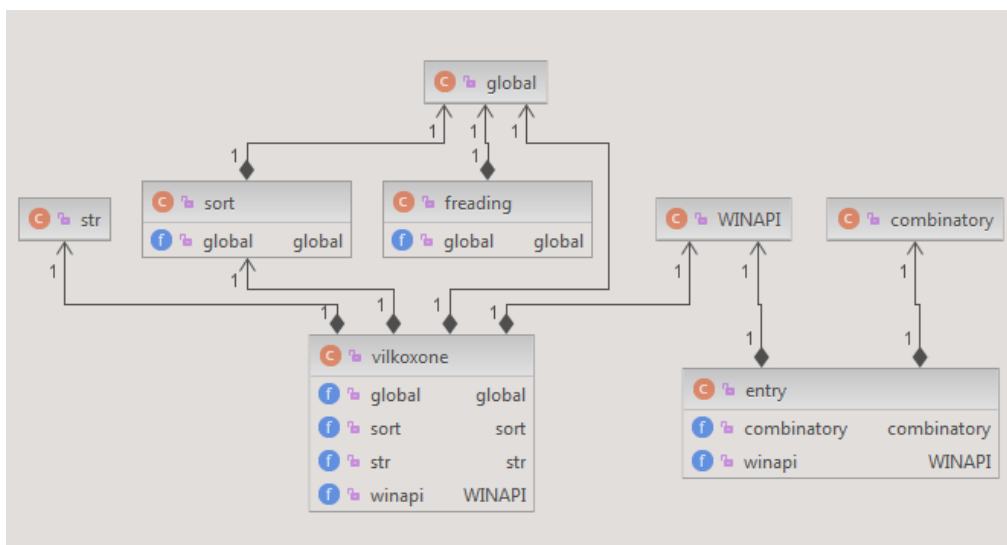 C global
1 1 1
1 1
C sort
f global global
C freading
f global global
C str
C WINAPI
C combinatory
1 1 1 1 1
1 1 1 1 1 1
C vilkoxone
f global global
f sort sort
f str str
f winapi WINAPI
C entry
f combinatory combinatory
f winapi WINAPI